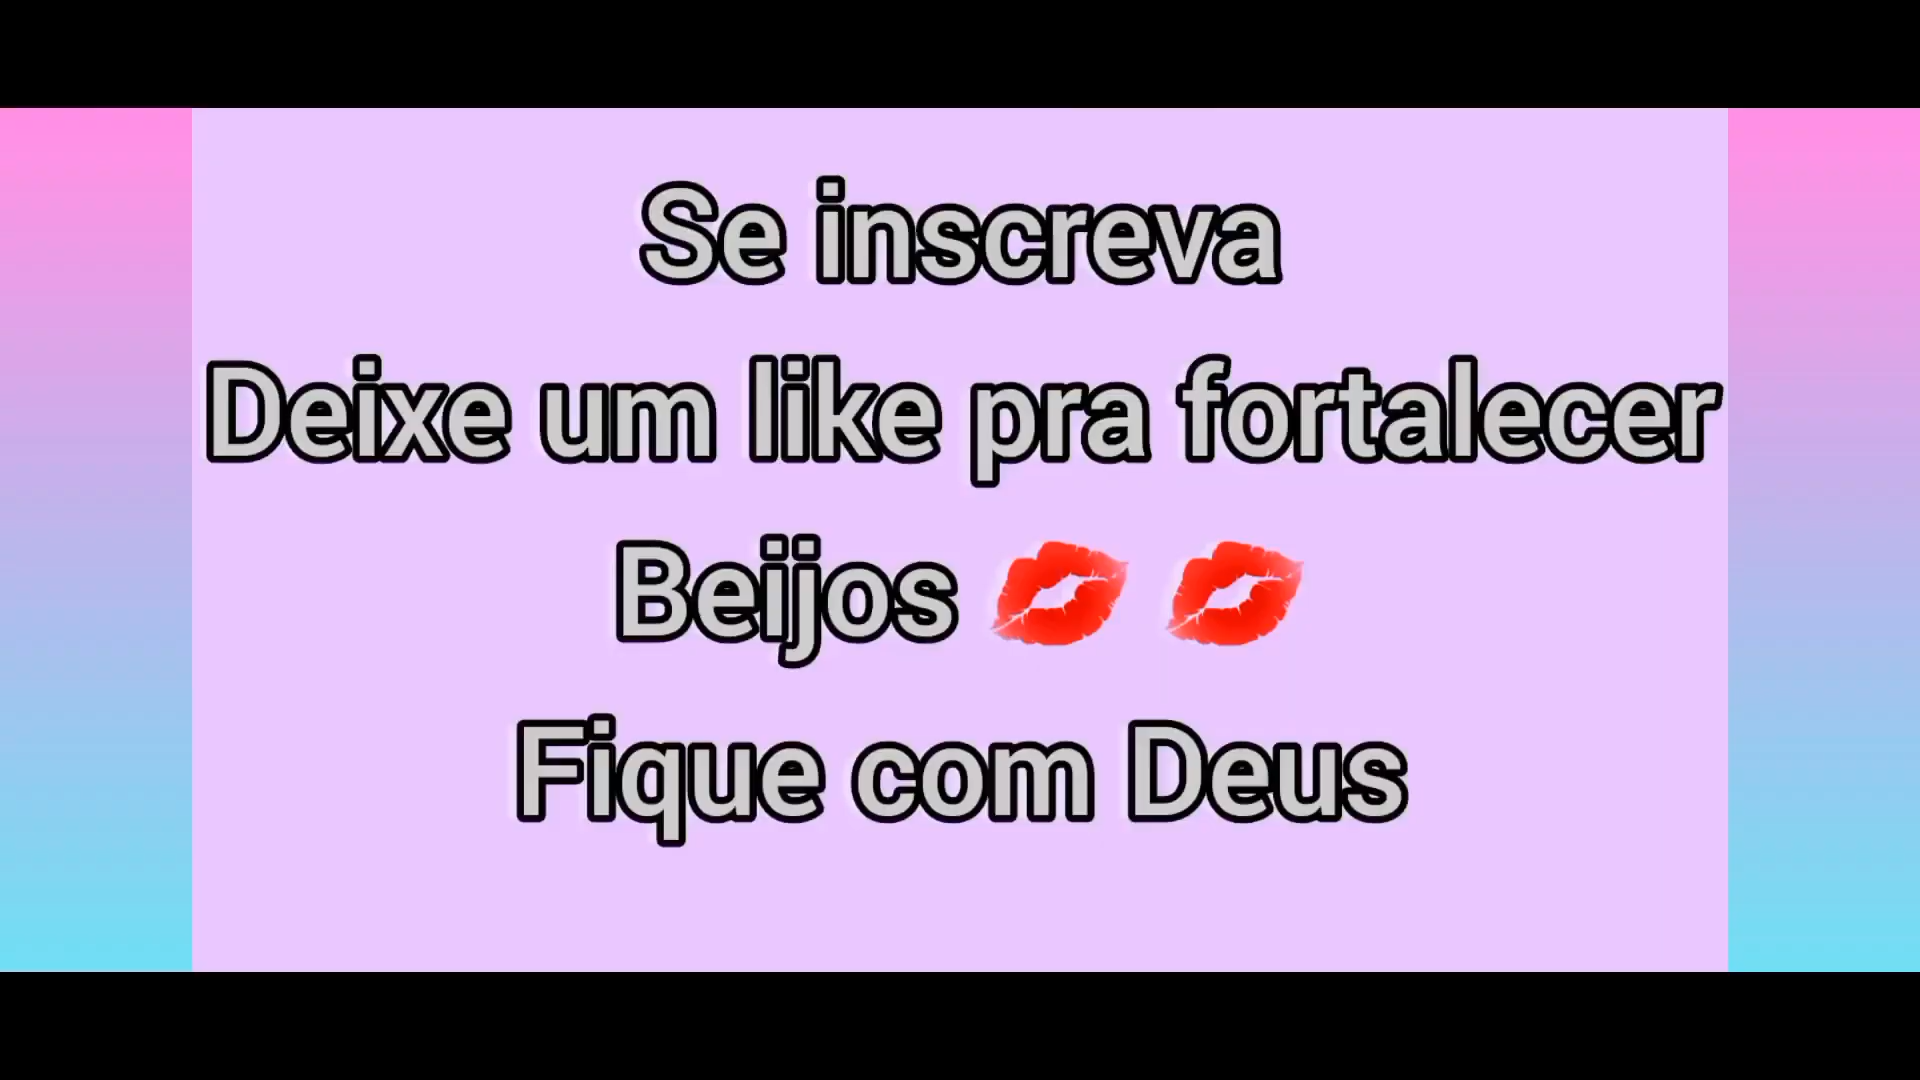 Se inscreva
Deixe um like pra fortalecer
Beijos 💋 💋
Fique com Deus